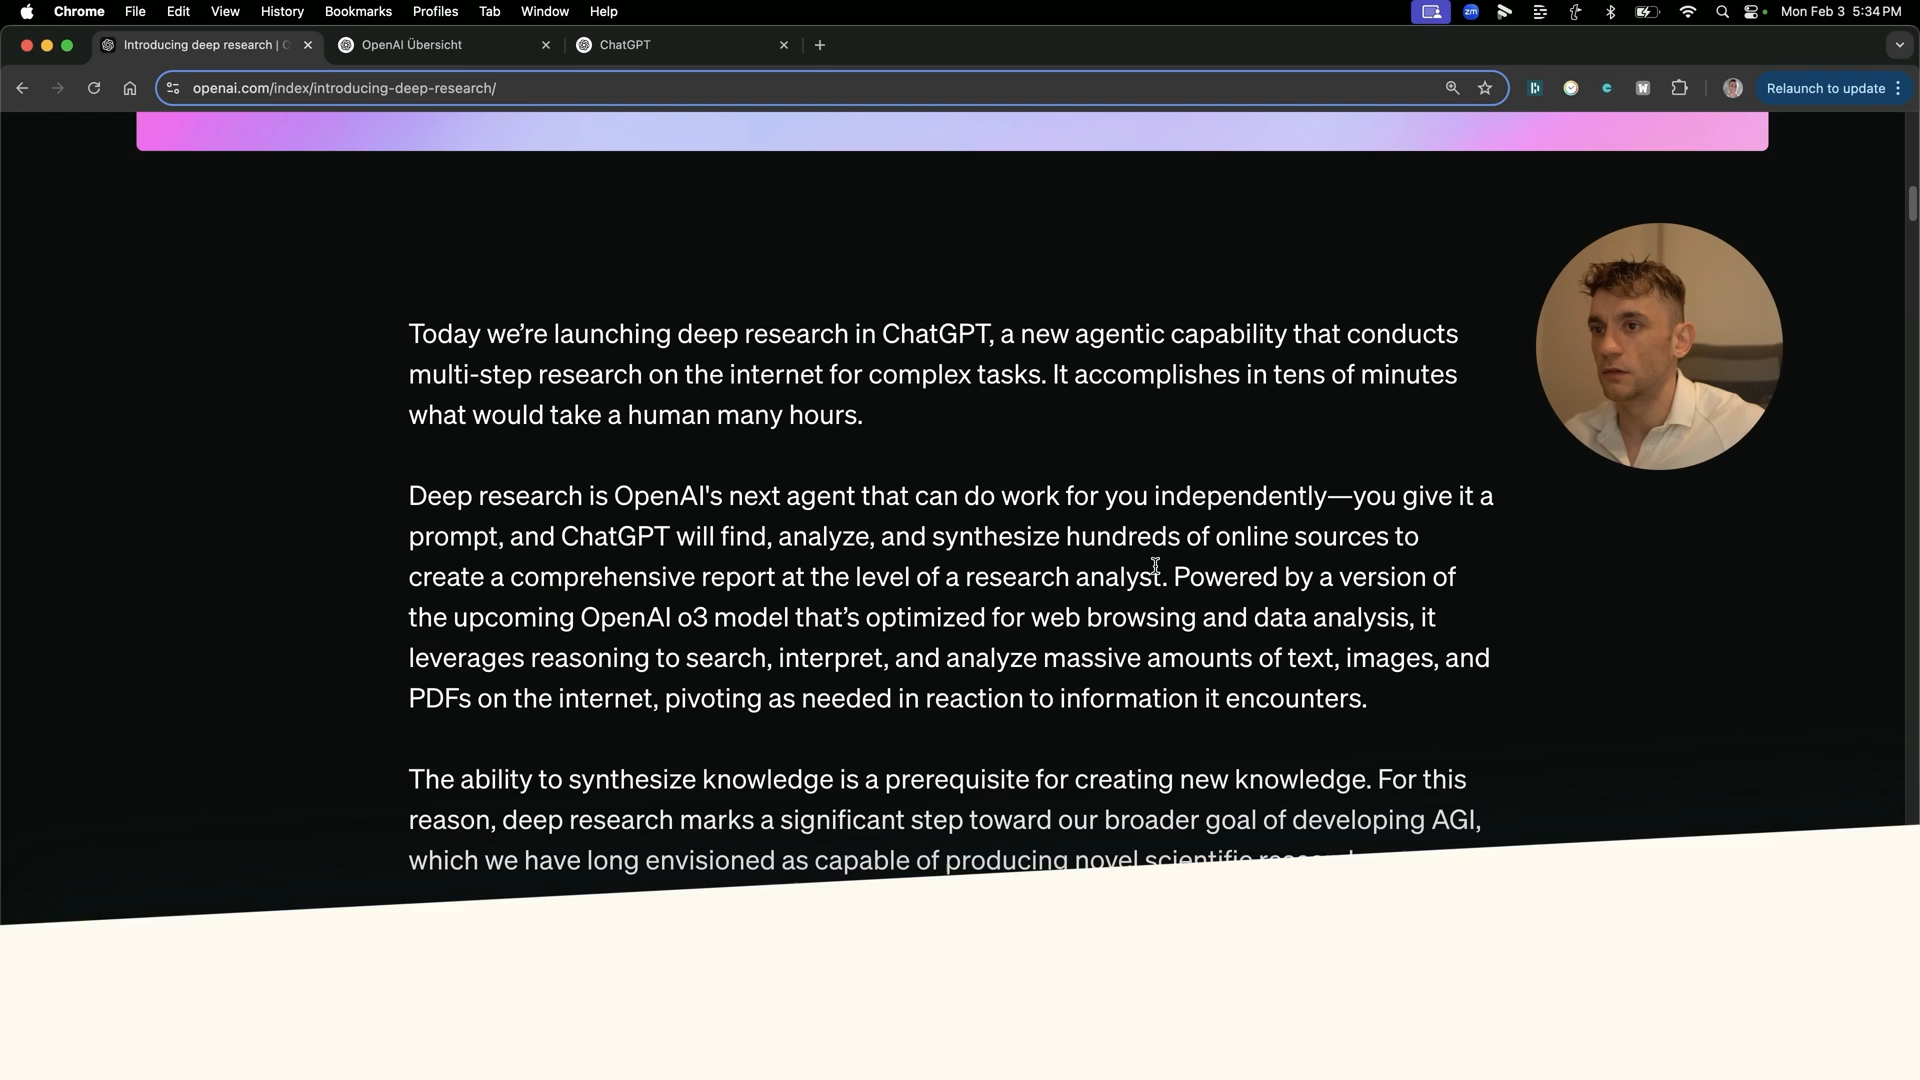 Chrome File Edit View History Bookmarks Profiles Tab Window Help zm Mon Feb 3 5:34 PM
Introducing deep research | OpenAI Übersicht ChatGPT
openai.com/index/introducing-deep-research/ Relaunch to update
Today we’re launching deep research in ChatGPT, a new agentic capability that conducts
multi-step research on the internet for complex tasks. It accomplishes in tens of minutes
what would take a human many hours.
Deep research is OpenAI's next agent that can do work for you independently—you give it a
prompt, and ChatGPT will find, analyze, and synthesize hundreds of online sources to
create a comprehensive report at the level of a research analyst. Powered by a version of
the upcoming OpenAI o3 model that’s optimized for web browsing and data analysis, it
leverages reasoning to search, interpret, and analyze massive amounts of text, images, and
PDFs on the internet, pivoting as needed in reaction to information it encounters.
The ability to synthesize knowledge is a prerequisite for creating new knowledge. For this
reason, deep research marks a significant step toward our broader goal of developing AGI,
which we have long envisioned as capable of producing novel scientific